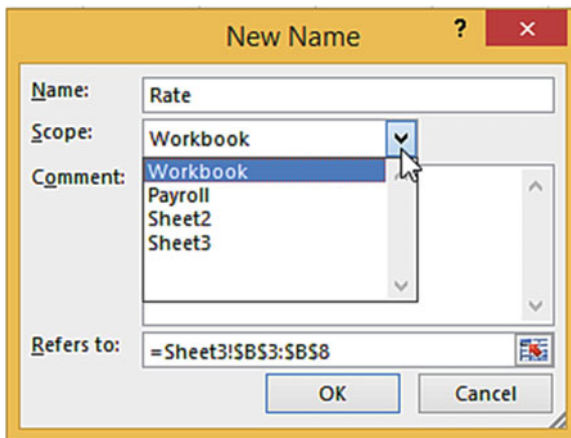 New Name ? ×
Name: Rate
Scope: Workbook
Comment: Workbook
Payroll
Sheet2
Sheet3
Refers to: =Sheet3!$B$3:$B$8
OK Cancel